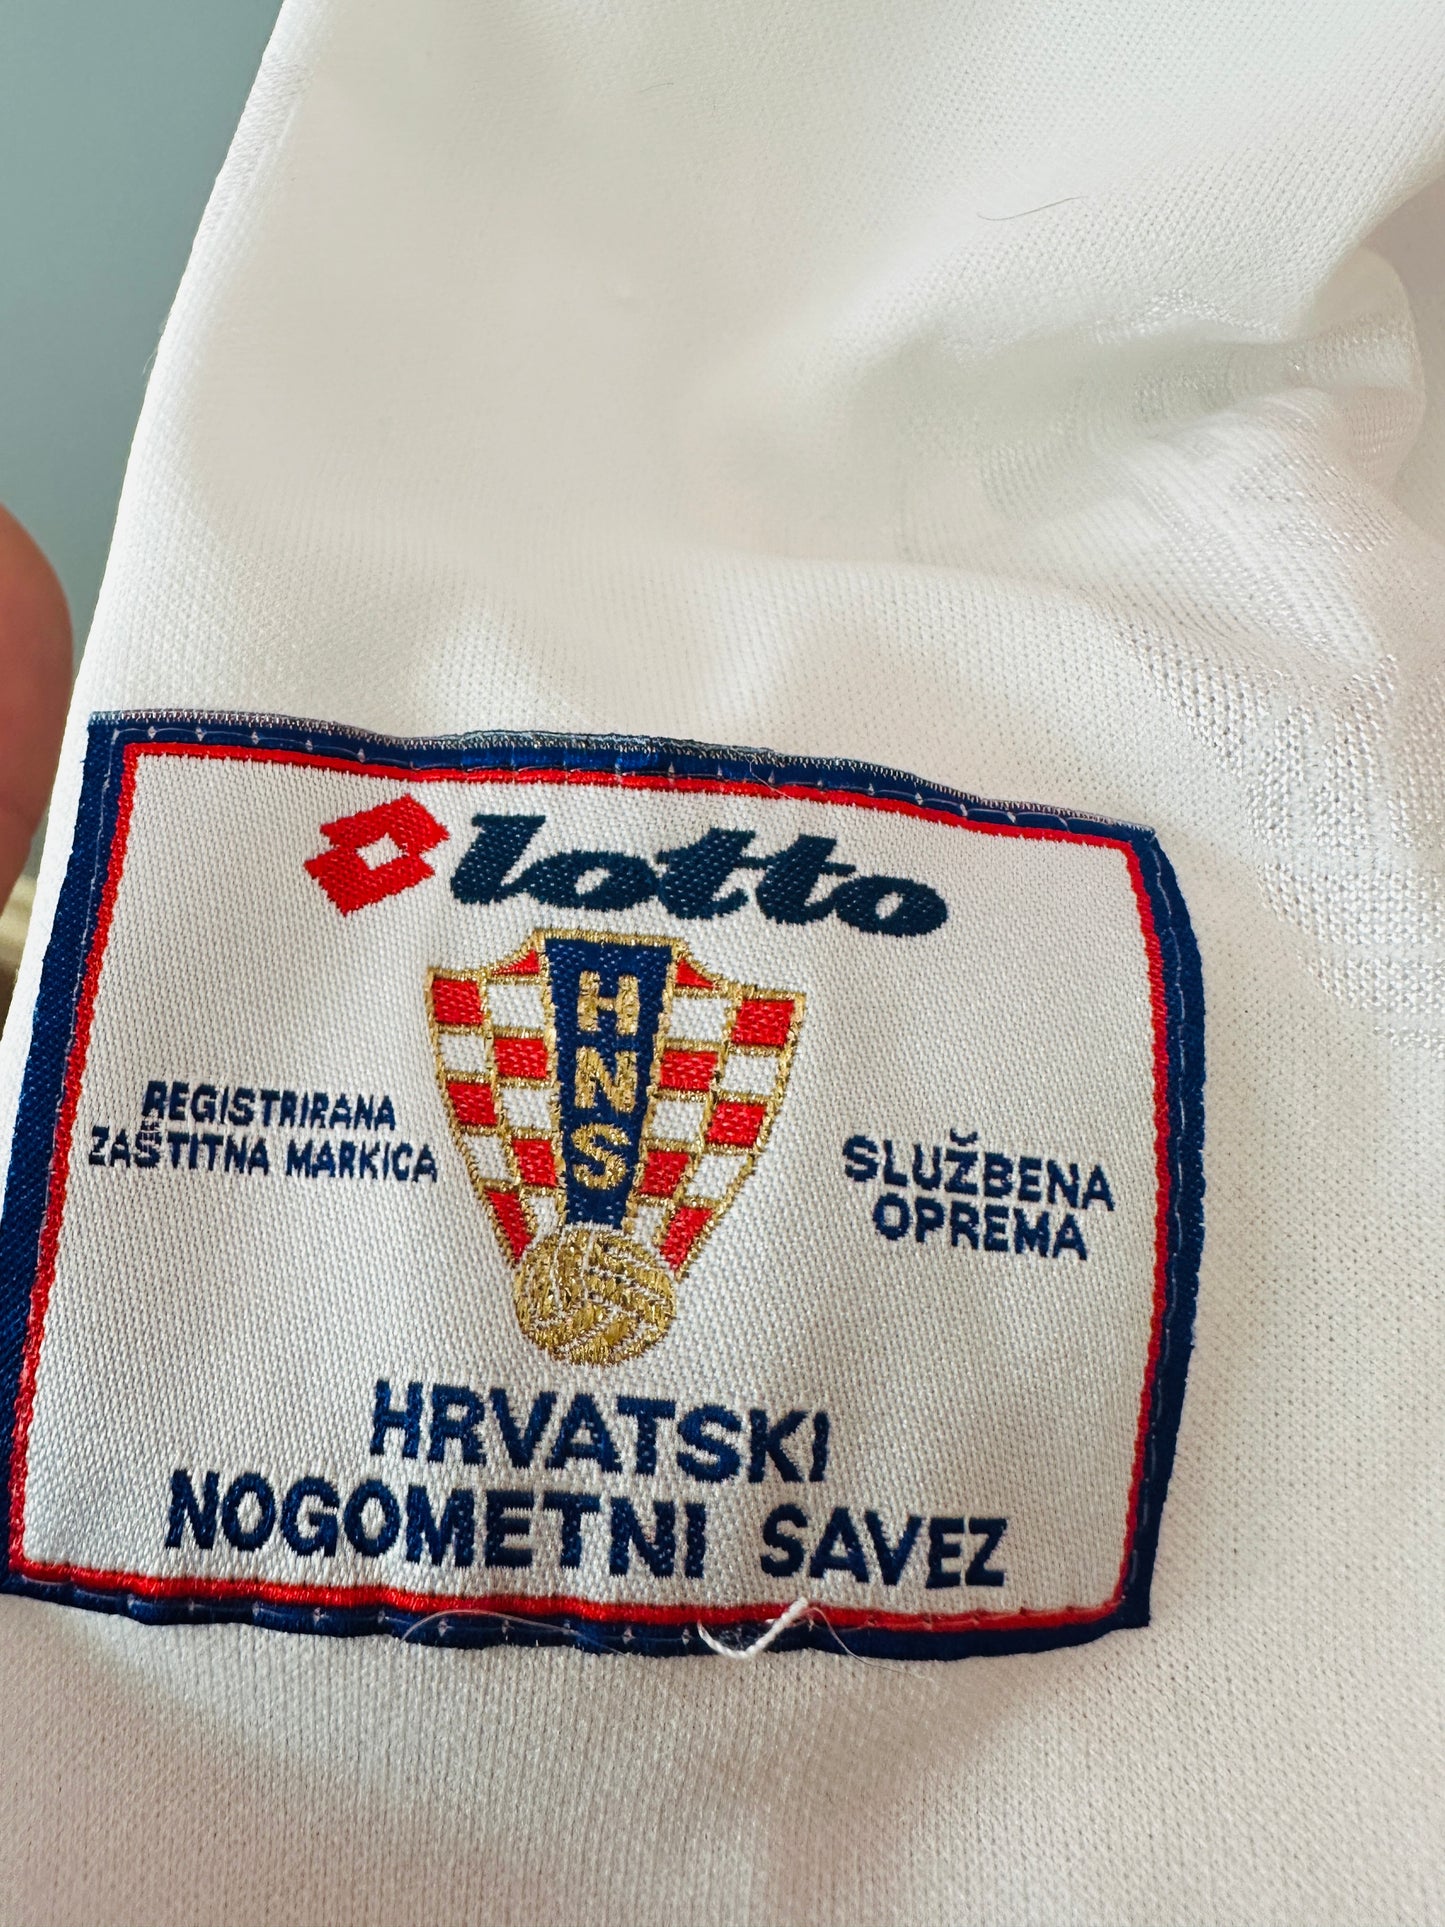 lotto
HNS
REGISTRIRANA
ZAŠTITNA MARKICA
SLUŽBENA
OPREMA
HRVATSKI
NOGOMETNI SAVEZ